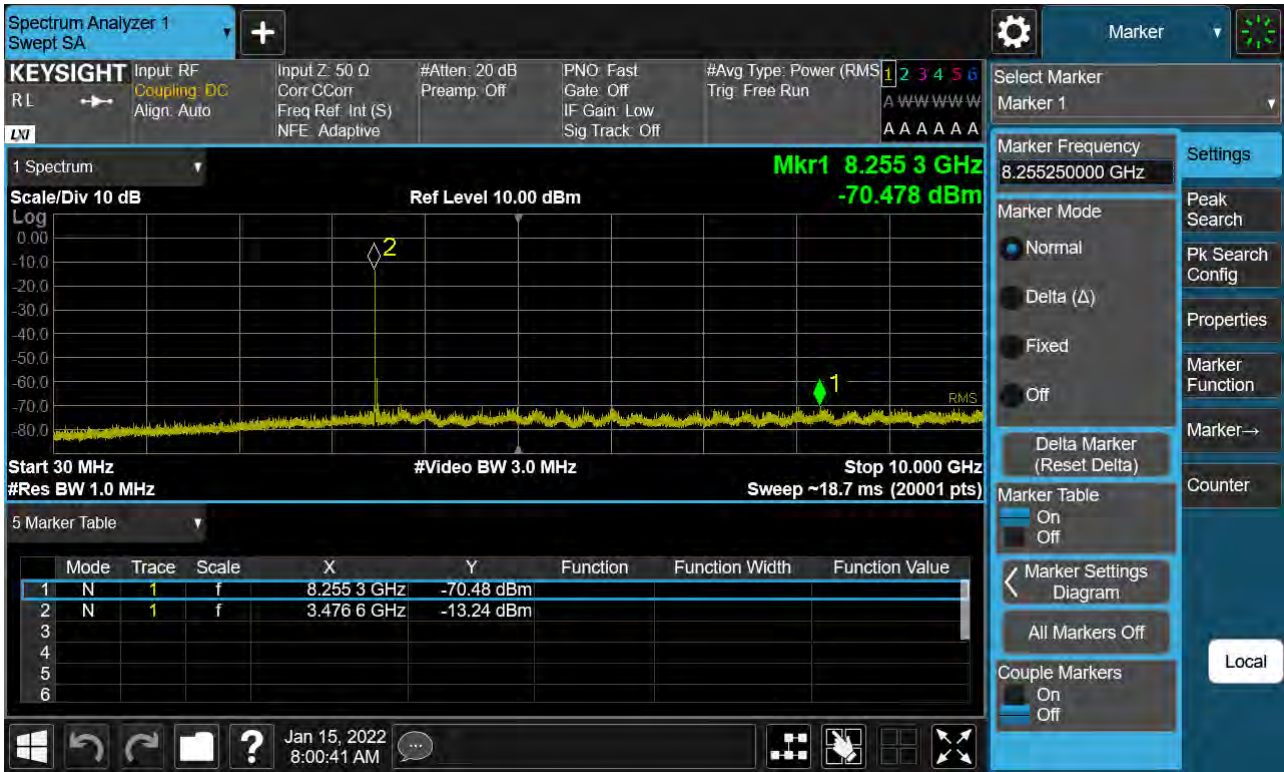 Spectrum Analyzer 1
Swept SA
+
Marker
KEYSIGHT
RL
LXI
Input: RF
Coupling: DC
Align: Auto
Input Z: 50 Ω
Corr CCorr
Freq Ref: Int (S)
NFE: Adaptive
#Atten: 20 dB
Preamp: Off
PNO: Fast
Gate: Off
IF Gain: Low
Sig Track: Off
#Avg Type: Power (RMS
Trig: Free Run
1 2 3 4 5 6
A W W W W W
A A A A A A
Select Marker
Marker 1
1 Spectrum
Mkr1 8.255 3 GHz
-70.478 dBm
Scale/Div 10 dB
Ref Level 10.00 dBm
Log
0.00
-10.0
-20.0
-30.0
-40.0
-50.0
-60.0
-70.0
-80.0
2
1
RMS
Start 30 MHz
#Video BW 3.0 MHz
Stop 10.000 GHz
#Res BW 1.0 MHz
Sweep ~18.7 ms (20001 pts)
5 Marker Table
Mode Trace Scale X Y Function Function Width Function Value
1 N 1 f 8.255 3 GHz -70.48 dBm
2 N 1 f 3.476 6 GHz -13.24 dBm
3
4
5
6
Marker Frequency
8.255250000 GHz
Marker Mode
Normal
Delta (Δ)
Fixed
Off
Delta Marker
(Reset Delta)
Marker Table
On
Off
Marker Settings
Diagram
All Markers Off
Couple Markers
On
Off
Settings
Peak
Search
Pk Search
Config
Properties
Marker
Function
Marker→
Counter
Local
?
Jan 15, 2022
8:00:41 AM